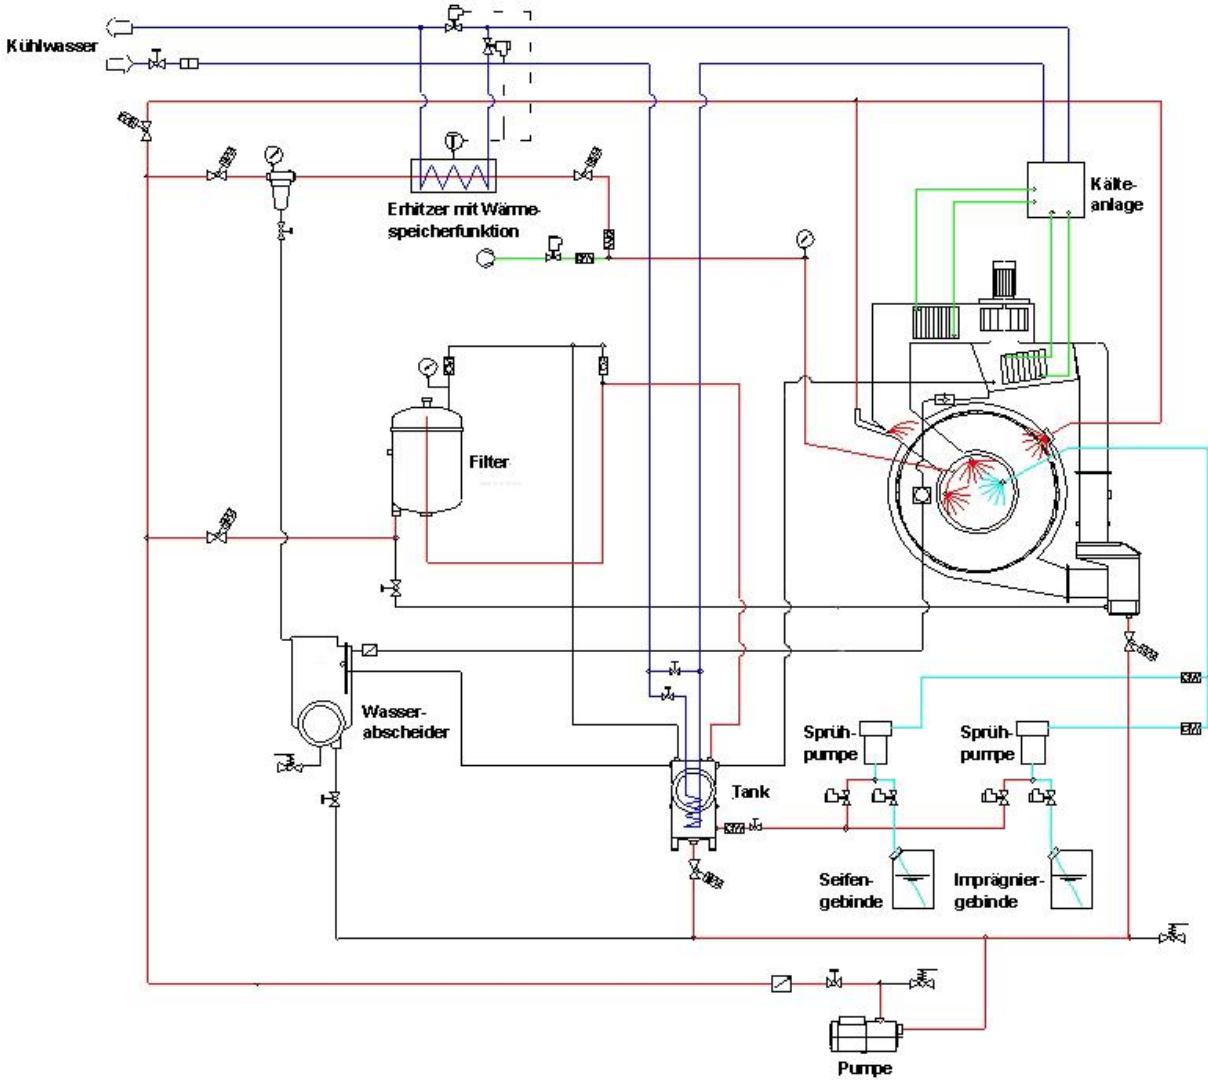 Kühlwasser
Erhitzer mit Wärme-
speicherfunktion
Kälte-
anlage
Filter
Wasser-
abscheider
Sprüh-
pumpe
Sprüh-
pumpe
Tank
Seifen-
gebinde
Imprägnier-
gebinde
Pumpe